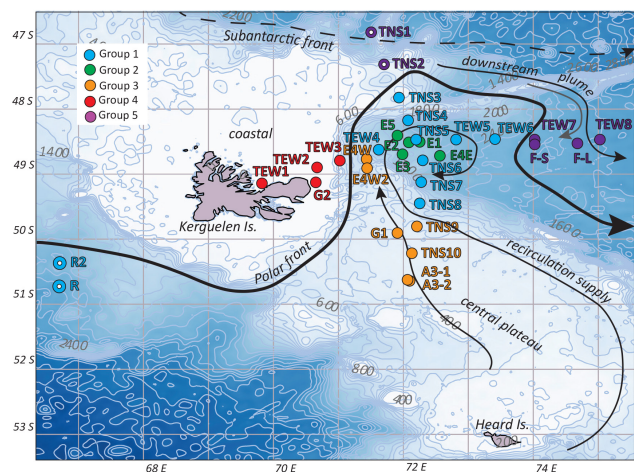 47 S
48 S
49 S
50 S
51 S
52 S
53 S
68 E
70 E
72 E
74 E
Group 1
Group 2
Group 3
Group 4
Group 5
2200
Subantarctic front
TNS1
TNS2
downstream
plume
1400
TNS3
TNS4
600
200
coastal
E5
TNS5
TEW5
TEW6
TEW7
TEW8
TEW4
E2
E1
TEW3
E4W
TEW2
E3
E4E
F-S
F-L
1400
TEW1
TNS6
E4W2
G2
TNS7
TNS8
Kerguelen Is.
1600
TNS9
G1
Polar front
TNS10
recirculation supply
R2
R
A3-1
A3-2
600
400
central plateau
2400
800
400
Heard Is.
200